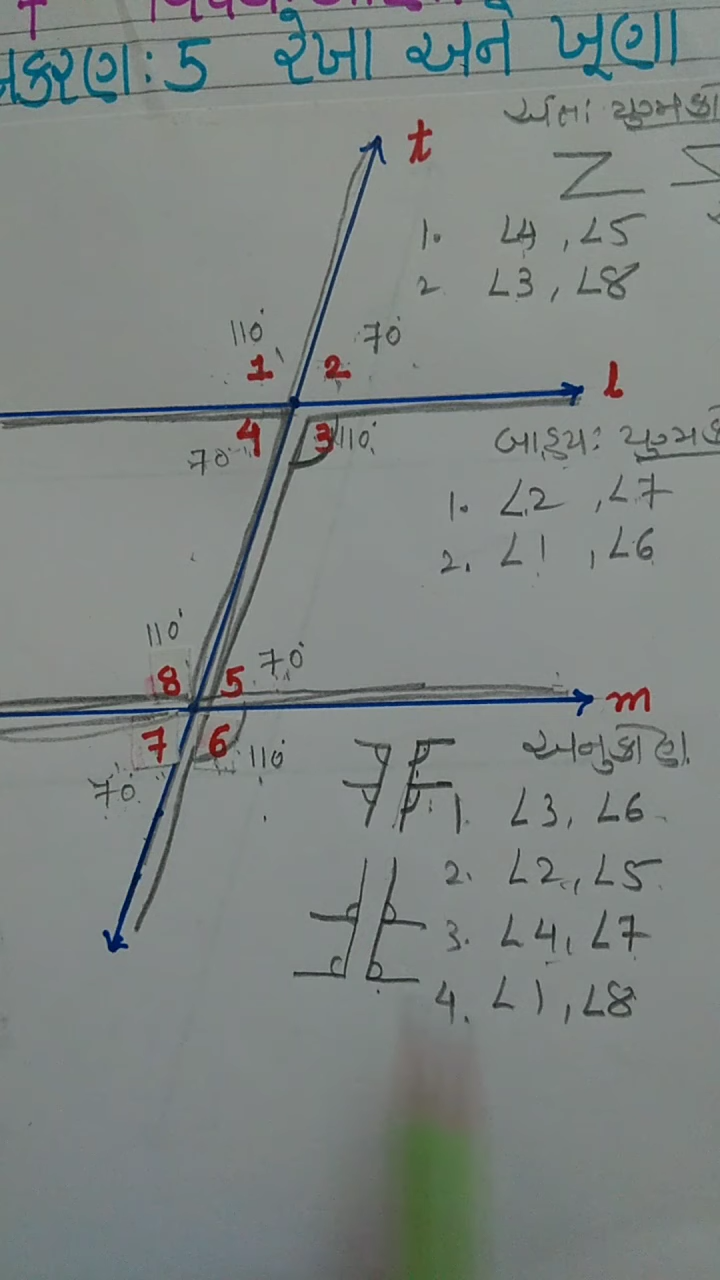 પ્રકરણ: 5 રેખા અને ખૂણા
t
અંતઃ યુગ્મકો
1. ∠4, ∠5
2 ∠3, ∠8
110° 70°
1 2 l
4 3 110°
70°
બાહ્ય: યુગ્મકો
1. ∠2, ∠7
2. ∠1, ∠6
110°
8 5 70°
m
7 6 110°
70°
અનુકોણ
1. ∠3, ∠6
2. ∠2, ∠5
3. ∠4, ∠7
4. ∠1, ∠8